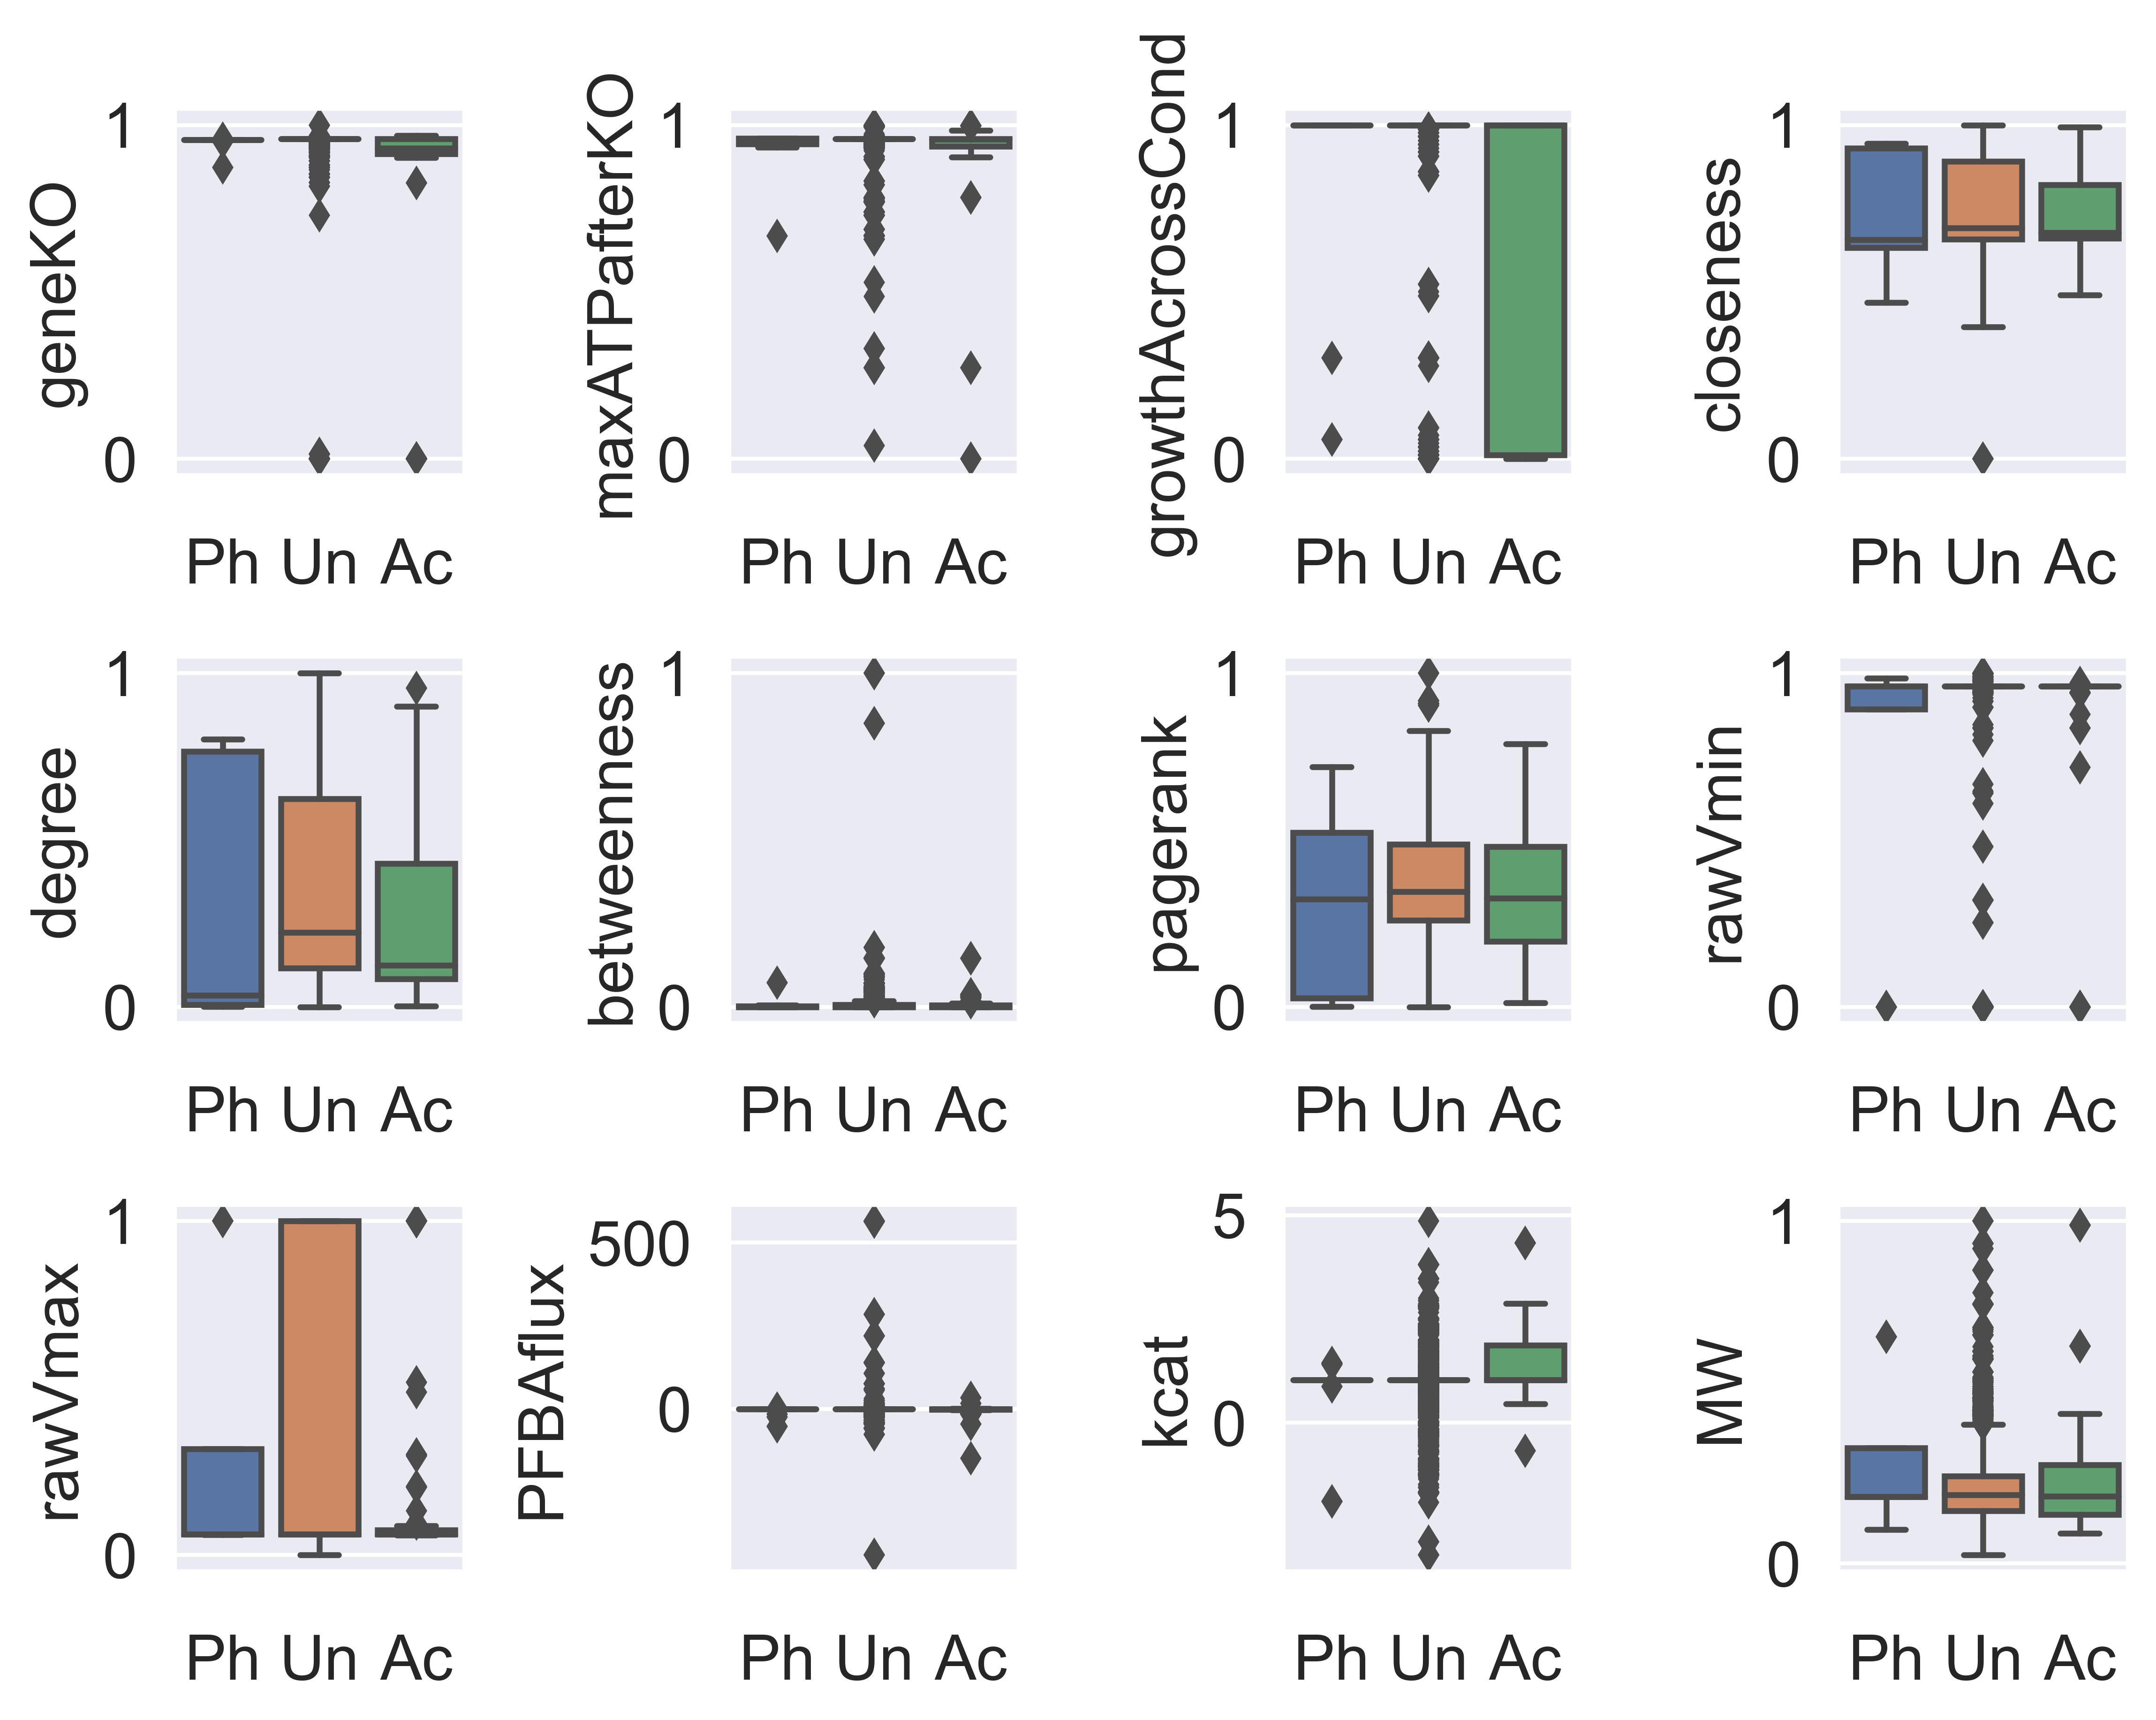 geneKO
1
0
Ph Un Ac
maxATPafterKO
1
0
Ph Un Ac
growthAcrossCond
1
0
Ph Un Ac
closeness
1
0
Ph Un Ac
degree
1
0
Ph Un Ac
betweenness
1
0
Ph Un Ac
pagerank
1
0
Ph Un Ac
rawVmin
1
0
Ph Un Ac
rawVmax
1
0
Ph Un Ac
PFBAflux
500
0
Ph Un Ac
kcat
5
0
Ph Un Ac
MW
1
0
Ph Un Ac